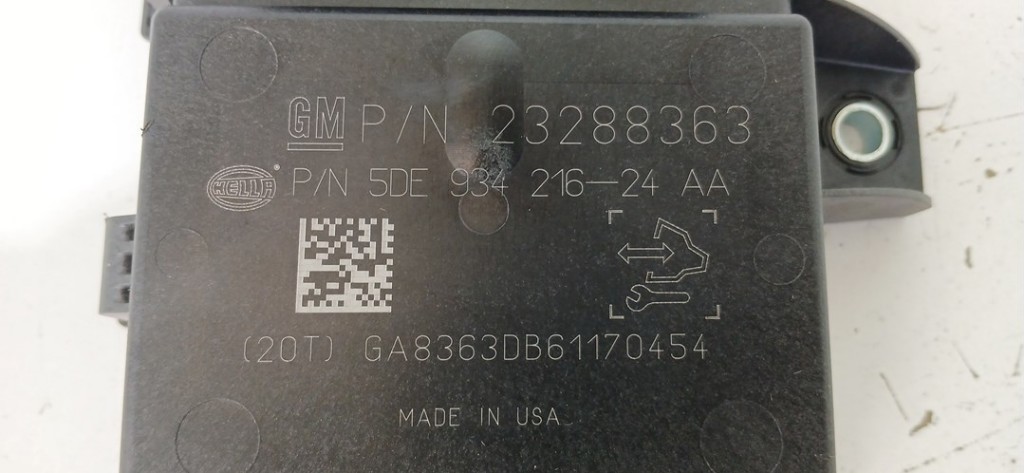 GM P/N 23288363
HELLA P/N 5DE 934 216-24 AA
(20T) GA8363DB61170454
MADE IN USA